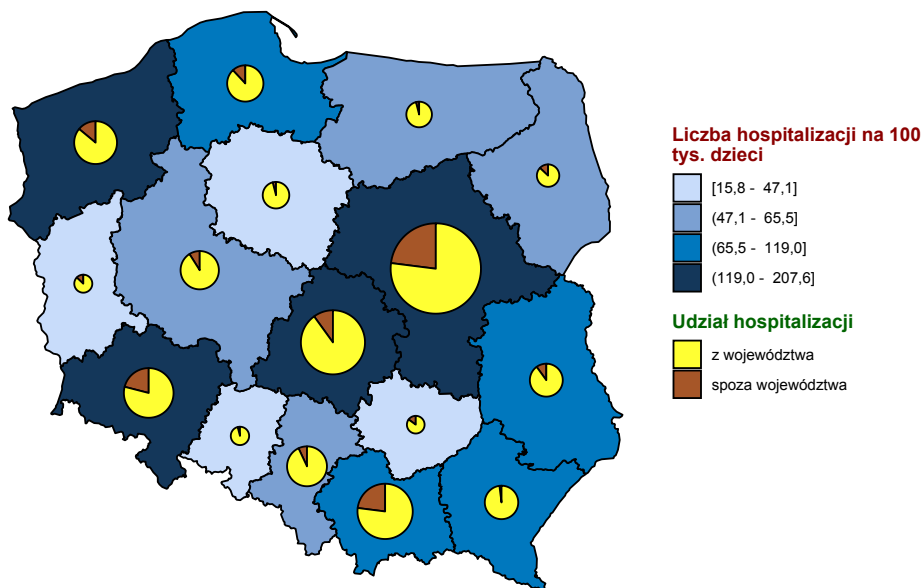 Liczba hospitalizacji na 100
tys. dzieci
[15,8 - 47,1]
(47,1 - 65,5]
(65,5 - 119,0]
(119,0 - 207,6]
Udział hospitalizacji
z województwa
spoza województwa